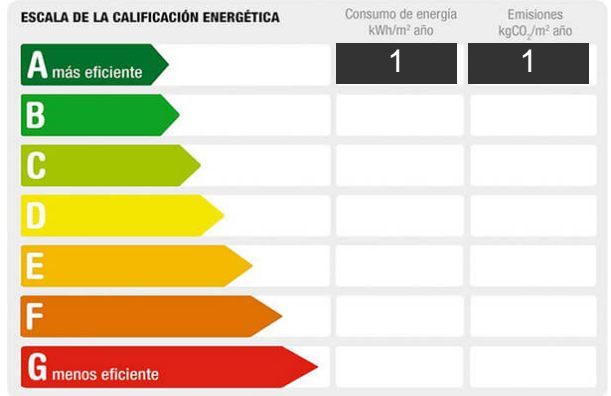 ESCALA DE LA CALIFICACIÓN ENERGÉTICA
Consumo de energía
kWh/m² año
Emisiones
kgCO₂/m² año
A más eficiente
1
1
B
C
D
E
F
G menos eficiente